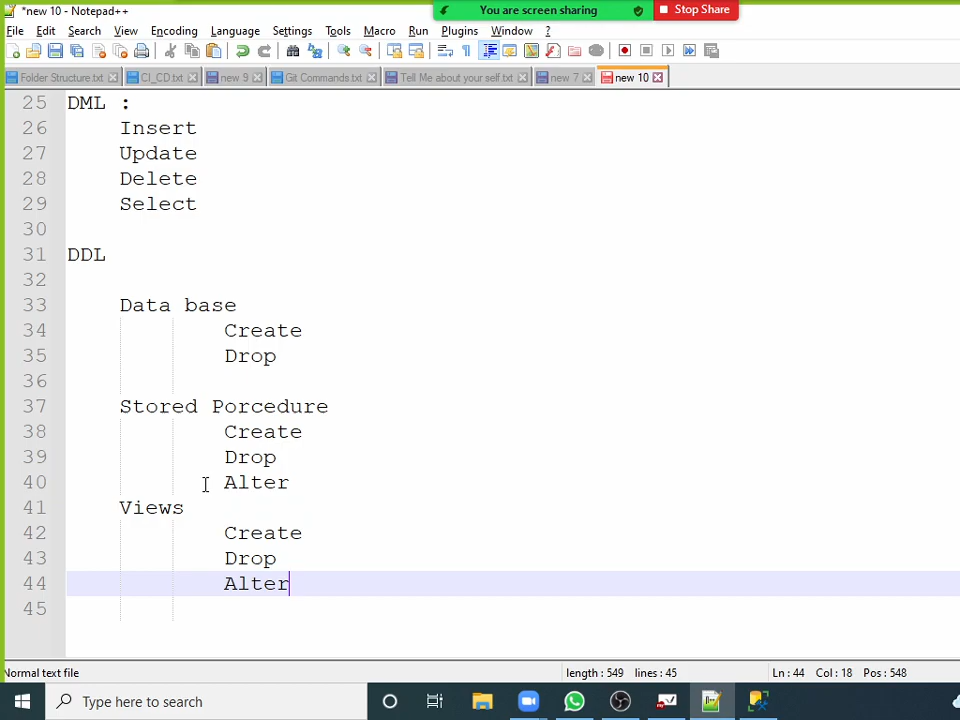 *new 10 - Notepad++
You are screen sharing
Stop Share
File Edit Search View Encoding Language Settings Tools Macro Run Plugins Window ?
Folder Structure.txt CI_CD.txt new 9 Git Commands.txt Tell Me about your self.txt new 7 new 10
25 DML :
26 Insert
27 Update
28 Delete
29 Select
30
31 DDL
32
33 Data base
34 Create
35 Drop
36
37 Stored Porcedure
38 Create
39 Drop
40 Alter
41 Views
42 Create
43 Drop
44 Alter
45
Normal text file length : 549 lines : 45 Ln : 44 Col : 18 Pos : 548
Type here to search